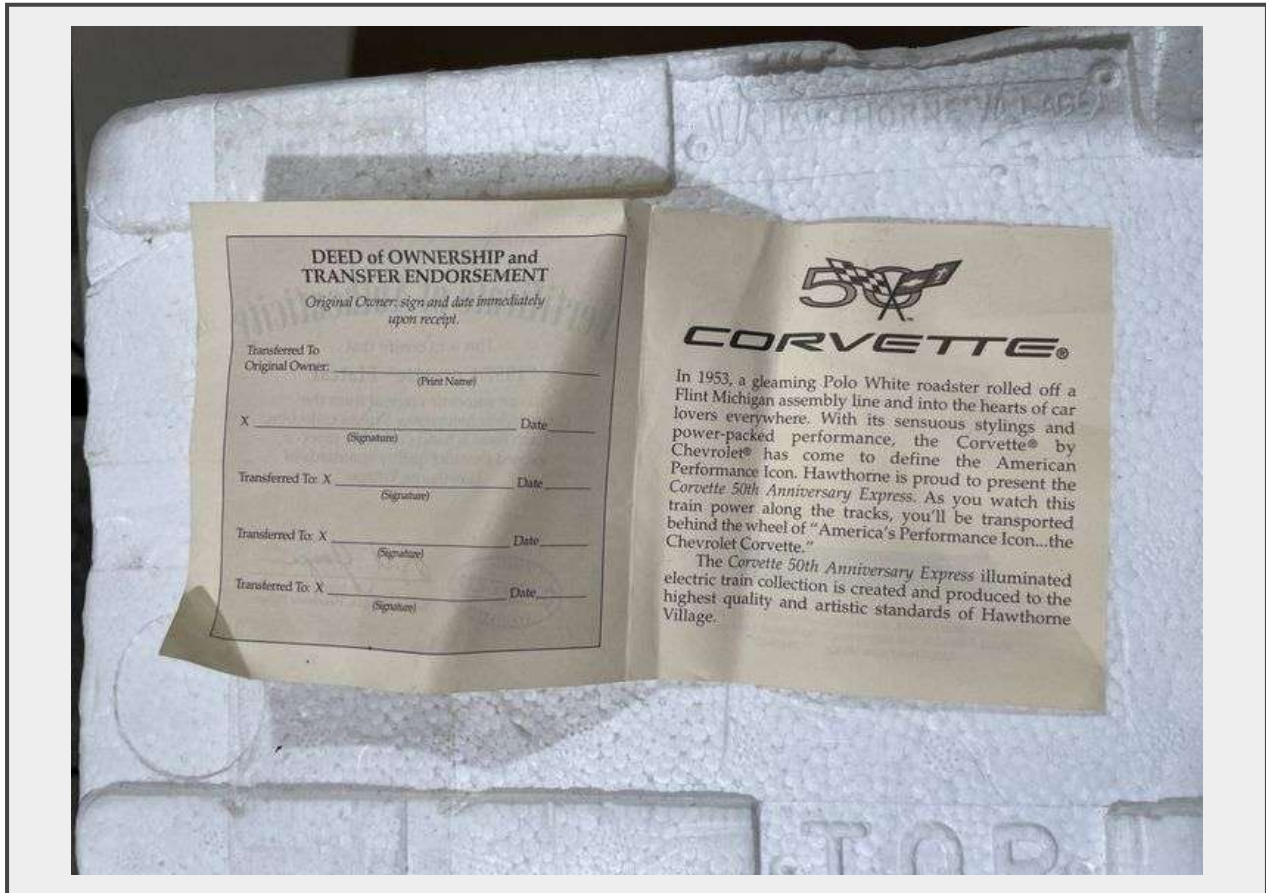 HAWTHORNE VILLAGE
DEED of OWNERSHIP and
TRANSFER ENDORSEMENT
Original Owner: sign and date immediately
upon receipt.
Transferred To
Original Owner:
(Print Name)
X Date
(Signature)
Transferred To: X Date
(Signature)
Transferred To: X Date
(Signature)
Transferred To: X Date
(Signature)
50™
CORVETTE®
In 1953, a gleaming Polo White roadster rolled off a
Flint Michigan assembly line and into the hearts of car
lovers everywhere. With its sensuous stylings and
power-packed performance, the Corvette® by
Chevrolet® has come to define the American
Performance Icon. Hawthorne is proud to present the
Corvette 50th Anniversary Express. As you watch this
train power along the tracks, you'll be transported
behind the wheel of “America's Performance Icon...the
Chevrolet Corvette.”
The Corvette 50th Anniversary Express illuminated
electric train collection is created and produced to the
highest quality and artistic standards of Hawthorne
Village.
TOP